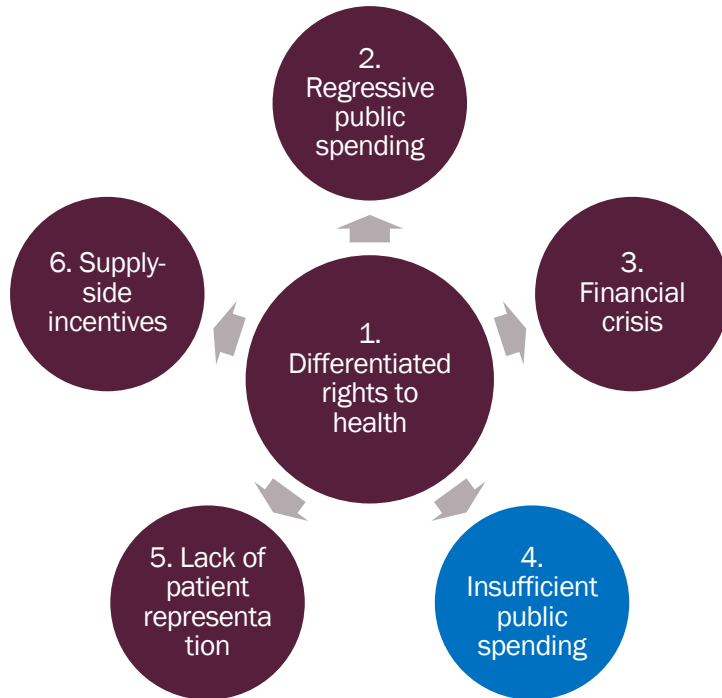 2.
Regressive
public
spending
3.
Financial
crisis
6. Supply-
side
incentives
1.
Differentiated
rights to
health
5. Lack of
patient
representa
tion
4.
Insufficient
public
spending